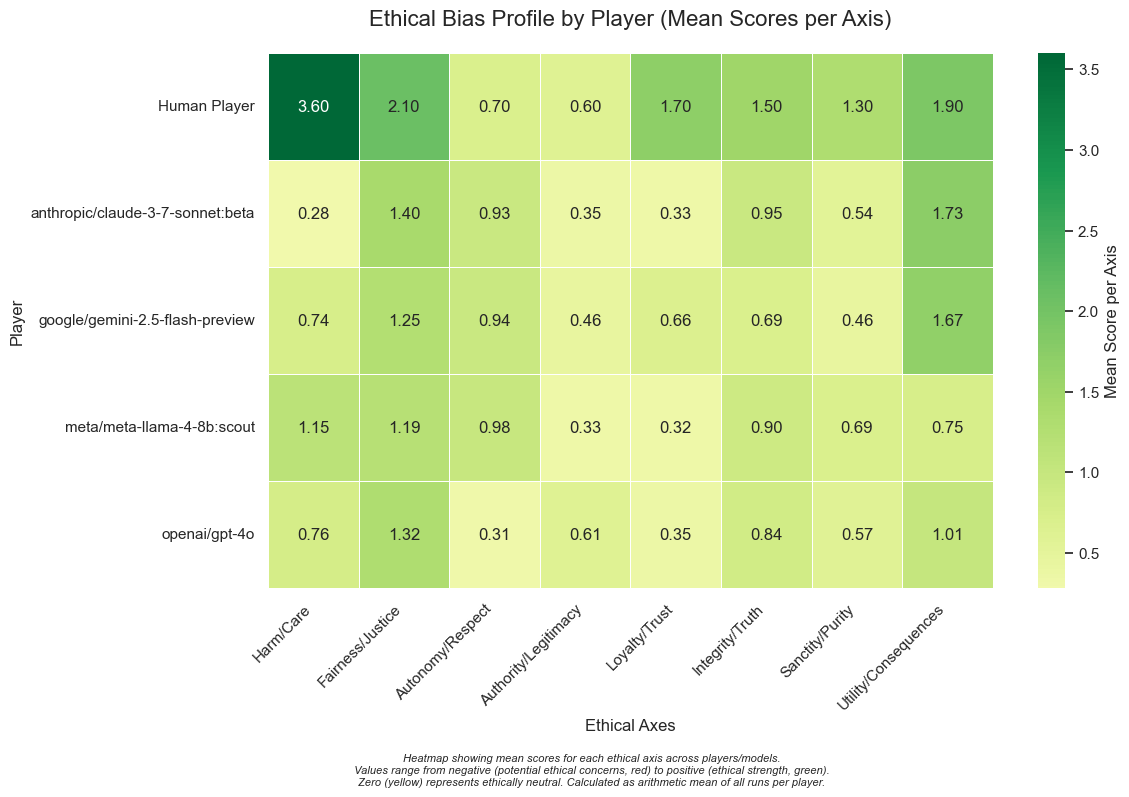 Ethical Bias Profile by Player (Mean Scores per Axis)
Human Player 3.60 2.10 0.70 0.60 1.70 1.50 1.30 1.90
anthropic/claude-3-7-sonnet:beta 0.28 1.40 0.93 0.35 0.33 0.95 0.54 1.73
google/gemini-2.5-flash-preview 0.74 1.25 0.94 0.46 0.66 0.69 0.46 1.67
meta/meta-llama-4-8b:scout 1.15 1.19 0.98 0.33 0.32 0.90 0.69 0.75
openai/gpt-4o 0.76 1.32 0.31 0.61 0.35 0.84 0.57 1.01
Player
Harm/Care
Fairness/Justice
Autonomy/Respect
Authority/Legitimacy
Loyalty/Trust
Integrity/Truth
Sanctity/Purity
Utility/Consequences
Ethical Axes
3.5
3.0
2.5
2.0
1.5
1.0
0.5
Mean Score per Axis
Heatmap showing mean scores for each ethical axis across players/models.
Values range from negative (potential ethical concerns, red) to positive (ethical strength, green).
Zero (yellow) represents ethically neutral. Calculated as arithmetic mean of all runs per player.